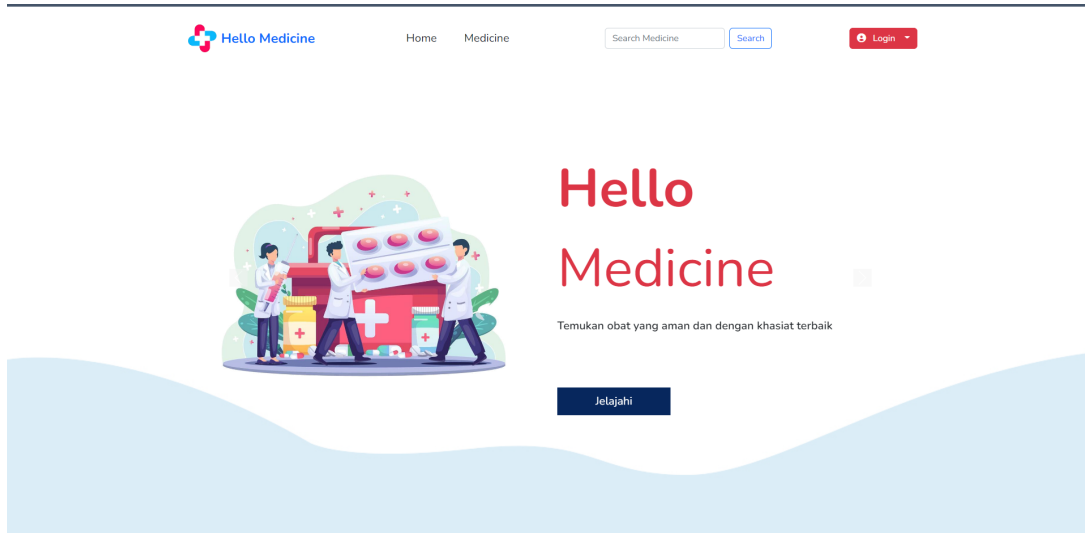 Hello Medicine
Home
Medicine
Search Medicine
Search
Login
Hello
Medicine
Temukan obat yang aman dan dengan khasiat terbaik
Jelajahi